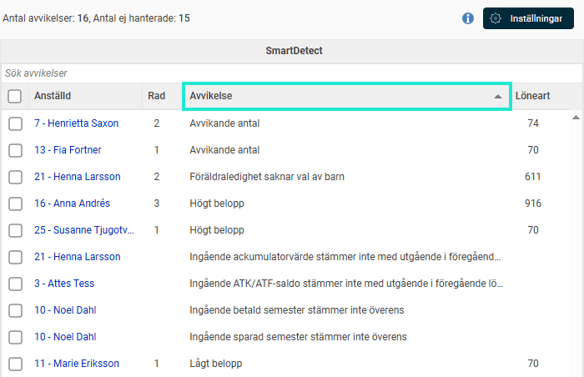 Antal avvikelser: 16, Antal ej hanterade: 15
Inställningar
SmartDetect
Sök avvikelser
Anställd Rad Avvikelse Löneart
7 - Henrietta Saxon 2 Avvikande antal 74
13 - Fia Fortner 1 Avvikande antal 70
21 - Henna Larsson 2 Föräldraledighet saknar val av barn 611
16 - Anna Andrés 3 Högt belopp 916
25 - Susanne Tjugotv... 1 Högt belopp 70
21 - Henna Larsson Ingående ackumulatorvärde stämmer inte med utgående i föregåend...
3 - Attes Tess Ingående ATK/ATF-saldo stämmer inte med utgående i föregående lö...
10 - Noel Dahl Ingående betald semester stämmer inte överens
10 - Noel Dahl Ingående sparad semester stämmer inte överens
11 - Marie Eriksson 1 Lågt belopp 70